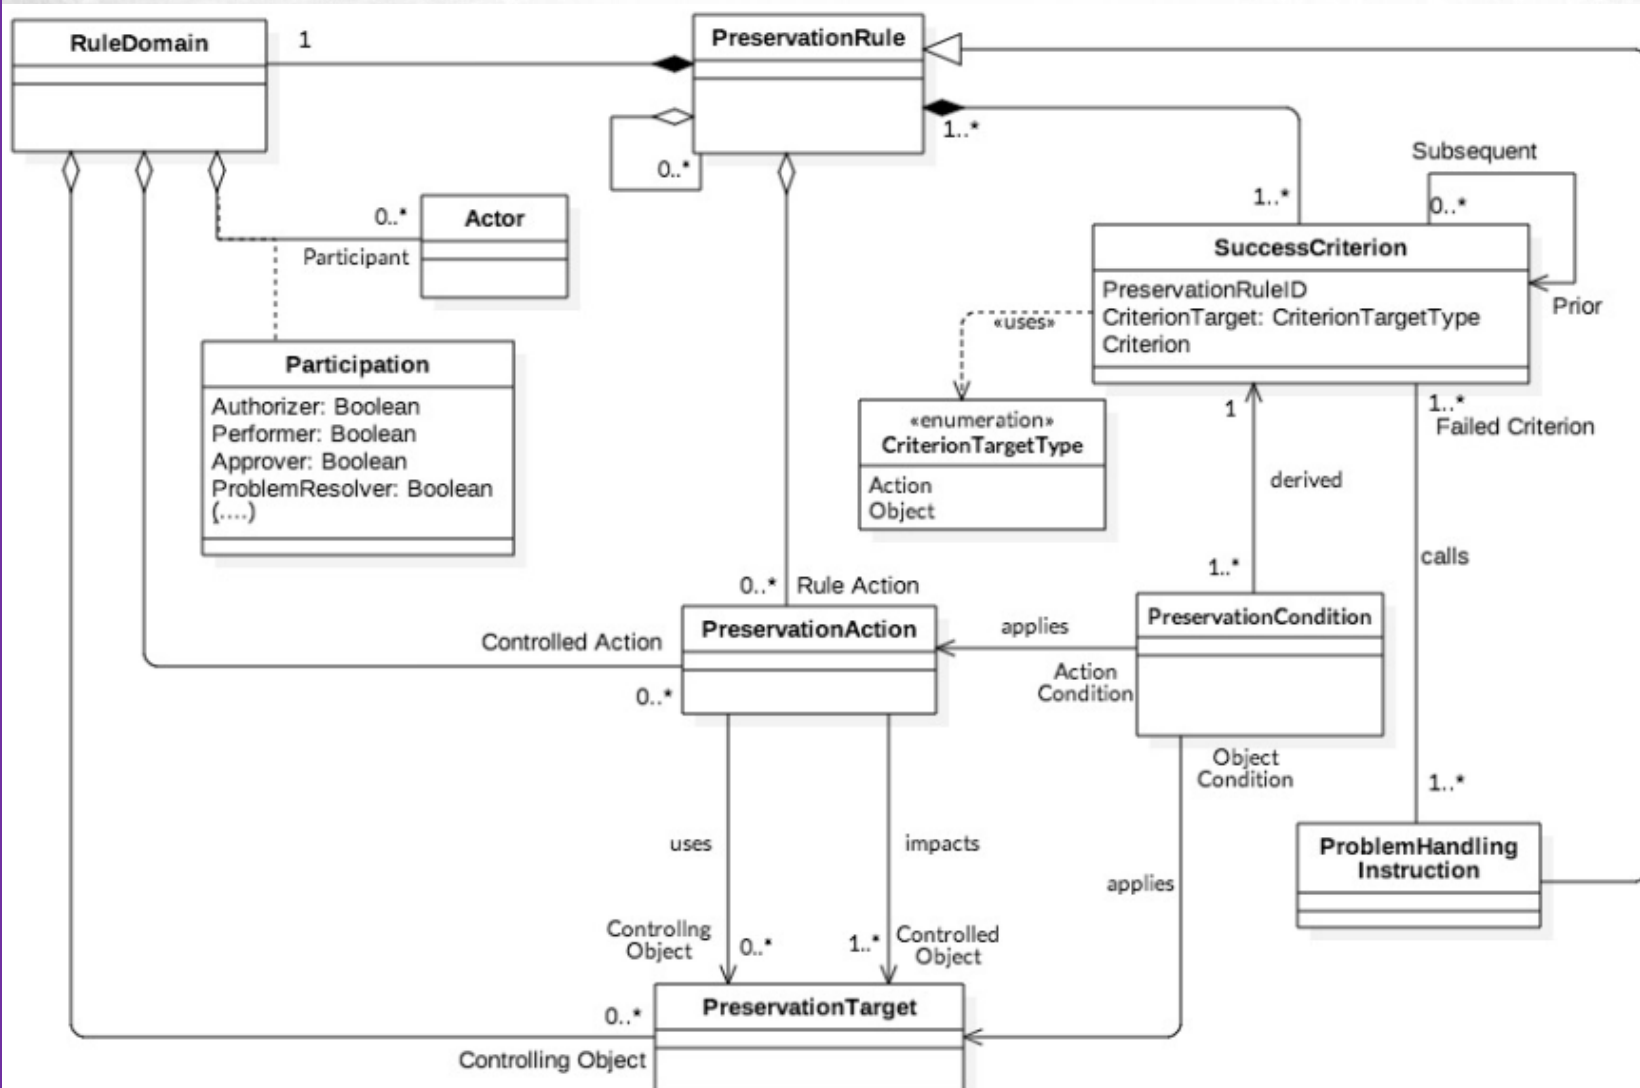 RuleDomain
1
PreservationRule
1..*
0..*
Subsequent
0..*
1..*
0..*
Actor
Participant
SuccessCriterion
PreservationRuleID
CriterionTarget: CriterionTargetType
Criterion
Prior
«uses»
Participation
Authorizer: Boolean
Performer: Boolean
Approver: Boolean
ProblemResolver: Boolean
(....)
«enumeration»
CriterionTargetType
Action
Object
1
1..*
Failed Criterion
derived
calls
1..*
0..*
Rule Action
PreservationAction
Controlled Action
0..*
applies
Action
Condition
PreservationCondition
Object
Condition
1..*
ProblemHandling
Instruction
uses
impacts
applies
Controllng
Object
0..*
1..*
Controlled
Object
PreservationTarget
0..*
Controlling Object